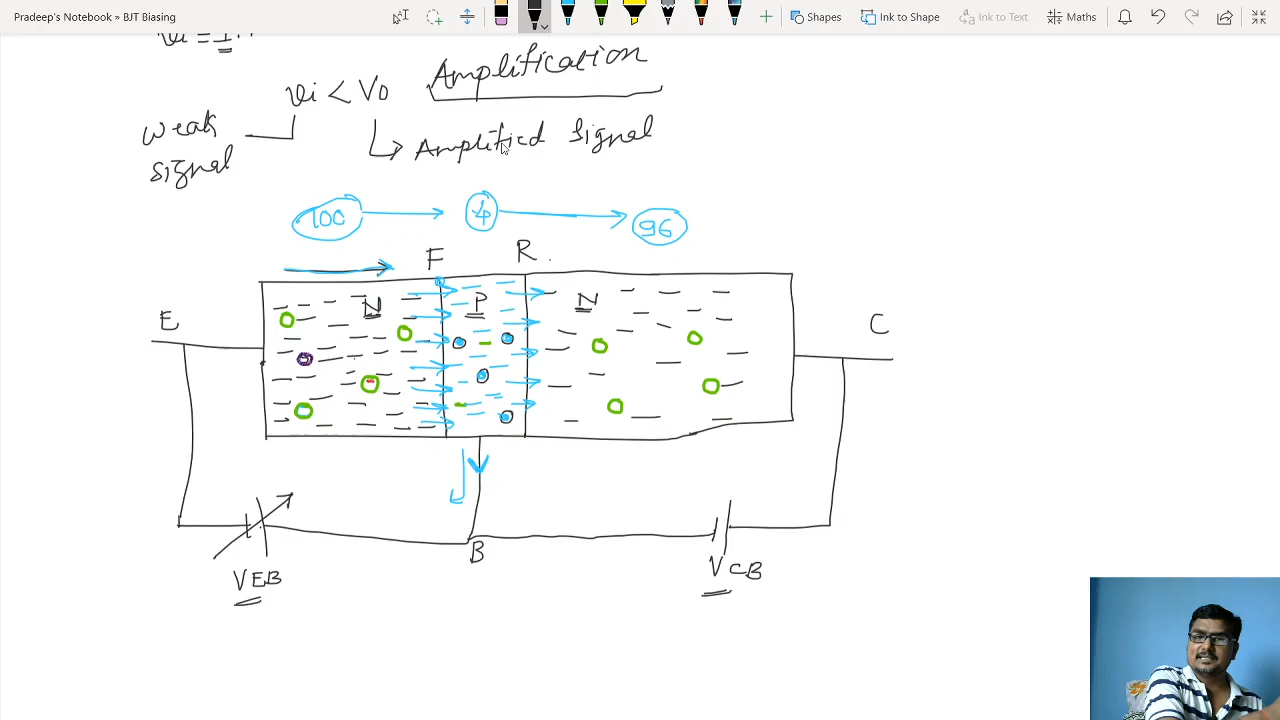 Pradeep's Notebook » BJT Biasing
Shapes
Ink to Shape
Ink to Text
Maths
Amplification
Vi < Vo
weak signal
Amplified signal
100
4
96
F
R.
E
N
P
N
C
B
VEB
VCB